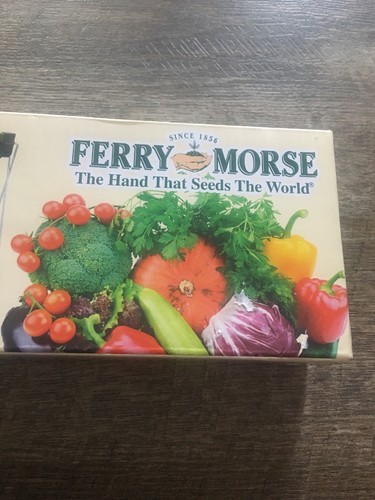 SINCE 1856
FERRY MORSE
The Hand That Seeds The World®